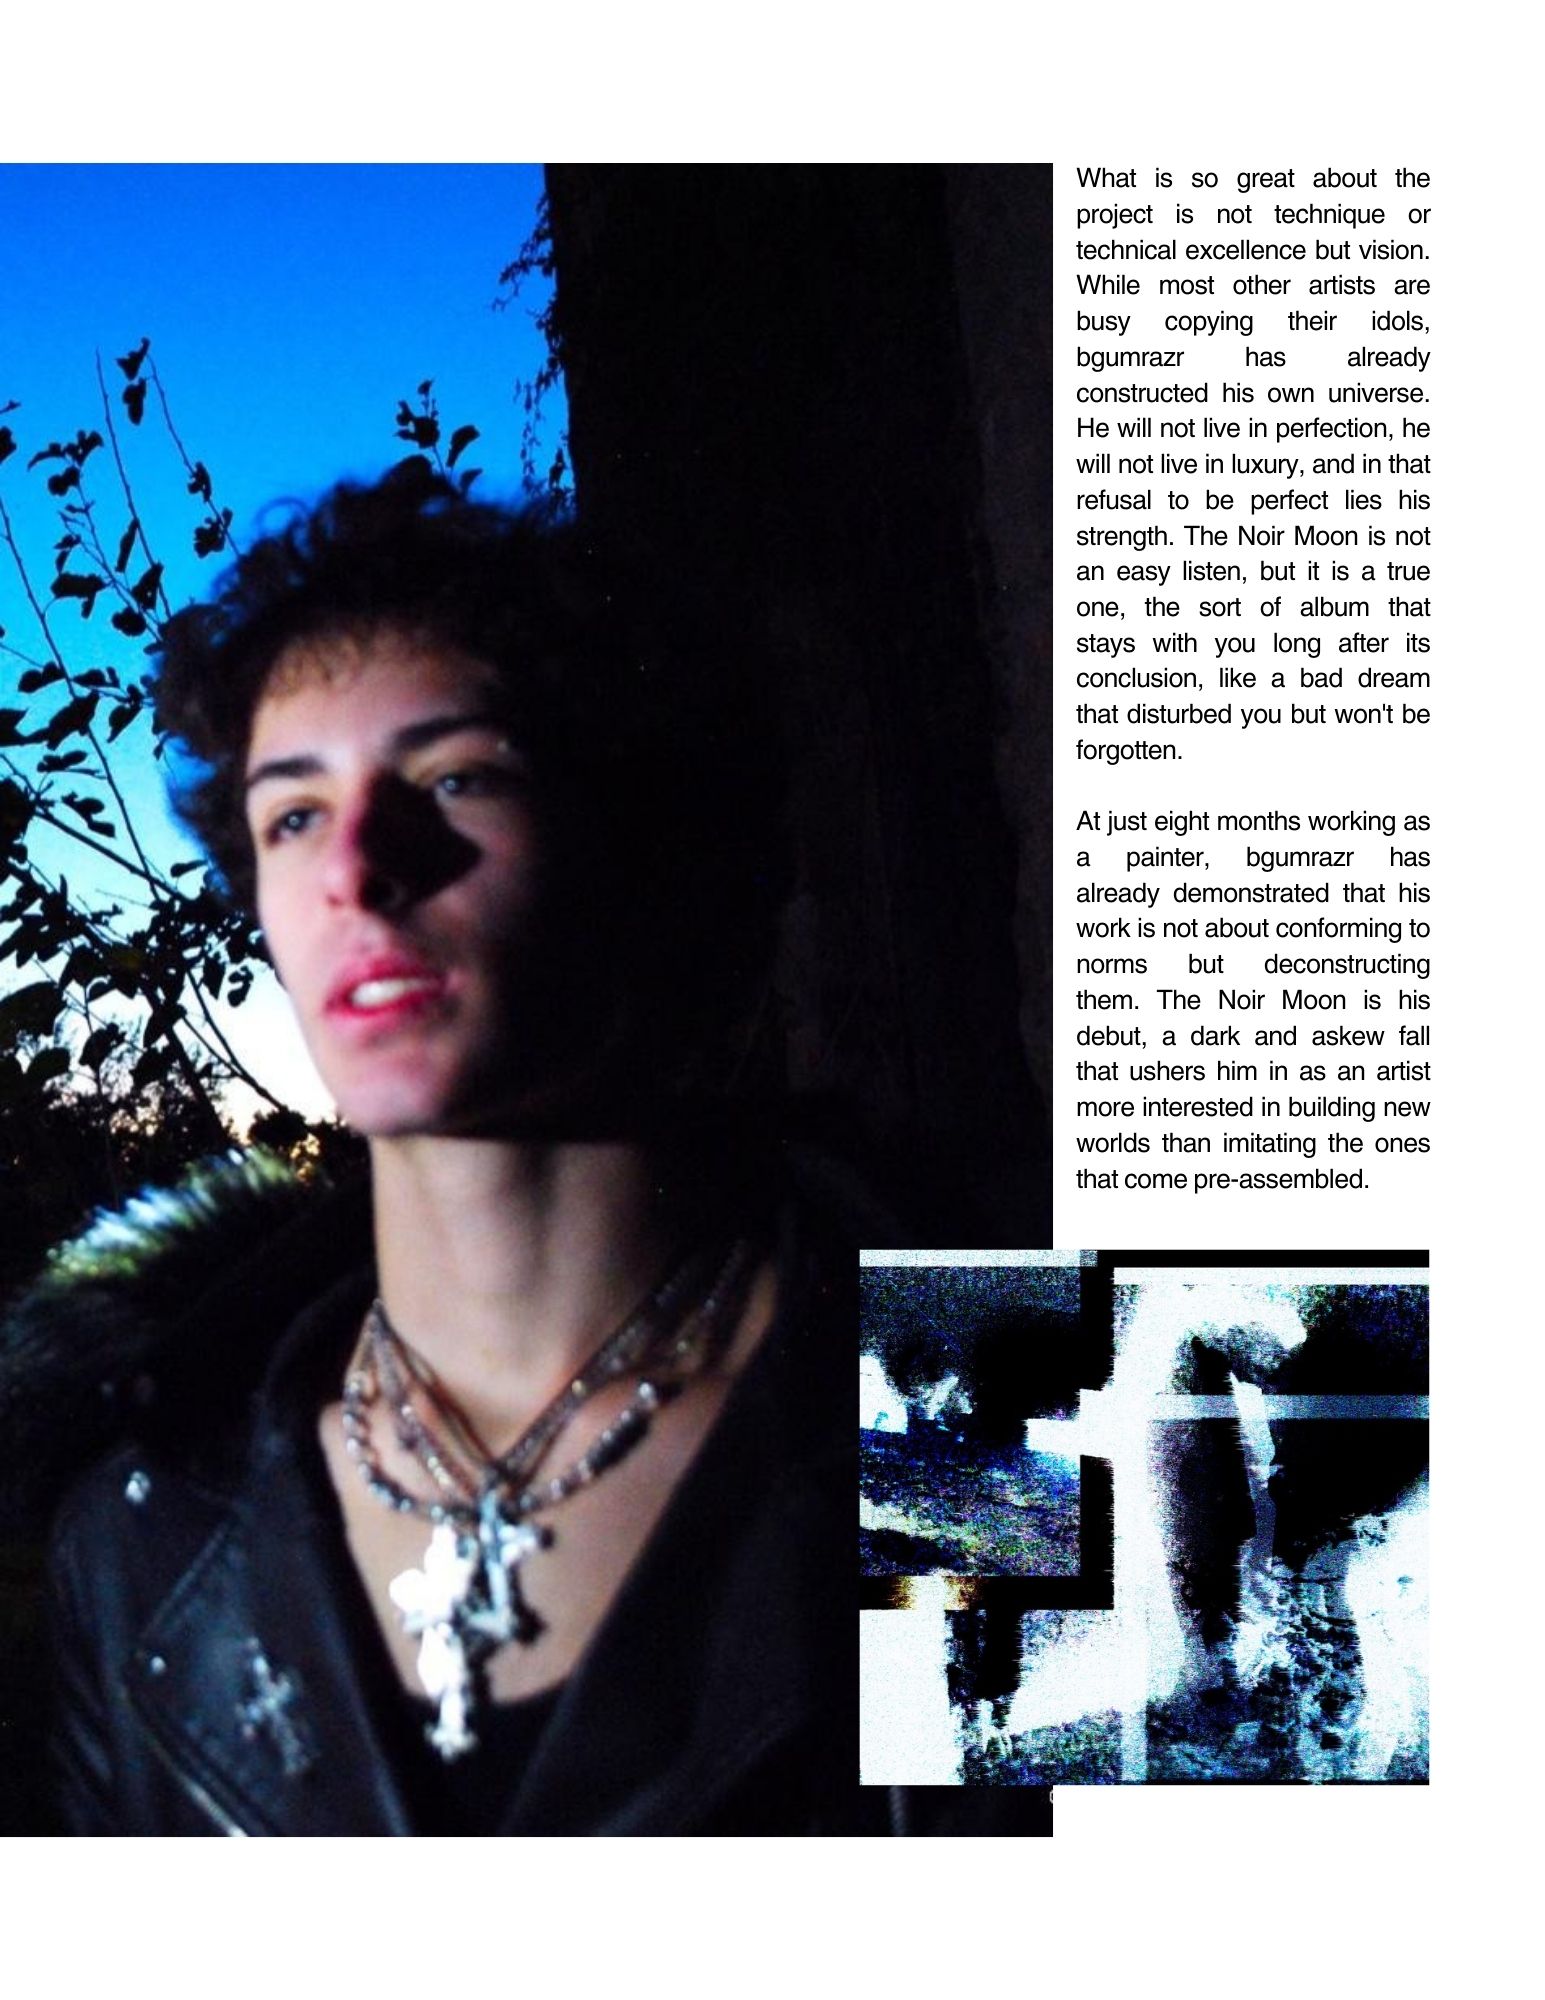 What is so great about the
project is not technique or
technical excellence but vision.
While most other artists are
busy copying their idols,
bgumrazr has already
constructed his own universe.
He will not live in perfection, he
will not live in luxury, and in that
refusal to be perfect lies his
strength. The Noir Moon is not
an easy listen, but it is a true
one, the sort of album that
stays with you long after its
conclusion, like a bad dream
that disturbed you but won't be
forgotten.
At just eight months working as
a painter, bgumrazr has
already demonstrated that his
work is not about conforming to
norms but deconstructing
them. The Noir Moon is his
debut, a dark and askew fall
that ushers him in as an artist
more interested in building new
worlds than imitating the ones
that come pre-assembled.